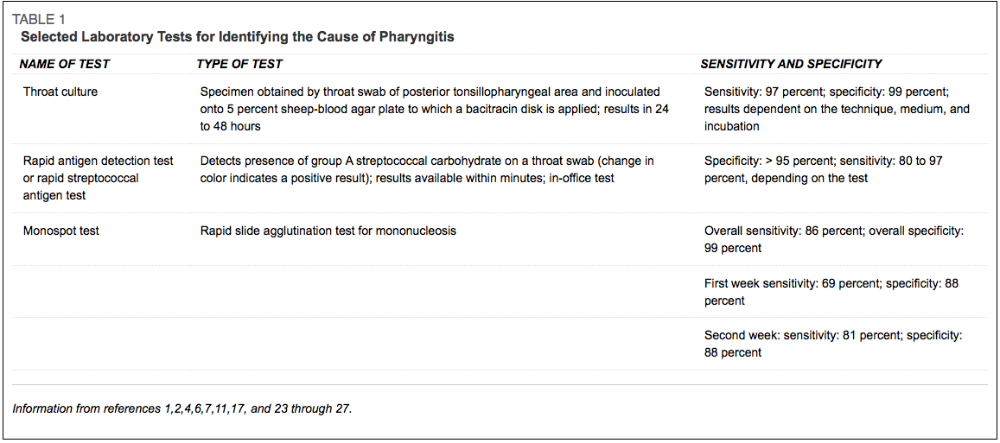 TABLE 1
Selected Laboratory Tests for Identifying the Cause of Pharyngitis
NAME OF TEST TYPE OF TEST SENSITIVITY AND SPECIFICITY
Throat culture Specimen obtained by throat swab of posterior tonsillopharyngeal area and inoculated Sensitivity: 97 percent; specificity: 99 percent;
onto 5 percent sheep-blood agar plate to which a bacitracin disk is applied; results in 24 results dependent on the technique, medium, and
to 48 hours incubation
Rapid antigen detection test Detects presence of group A streptococcal carbohydrate on a throat swab (change in Specificity: > 95 percent; sensitivity: 80 to 97
or rapid streptococcal color indicates a positive result); results available within minutes; in-office test percent, depending on the test
antigen test
Monospot test Rapid slide agglutination test for mononucleosis Overall sensitivity: 86 percent; overall specificity:
99 percent
First week sensitivity: 69 percent; specificity: 88
percent
Second week: sensitivity: 81 percent; specificity:
88 percent
Information from references 1,2,4,6,7,11,17, and 23 through 27.